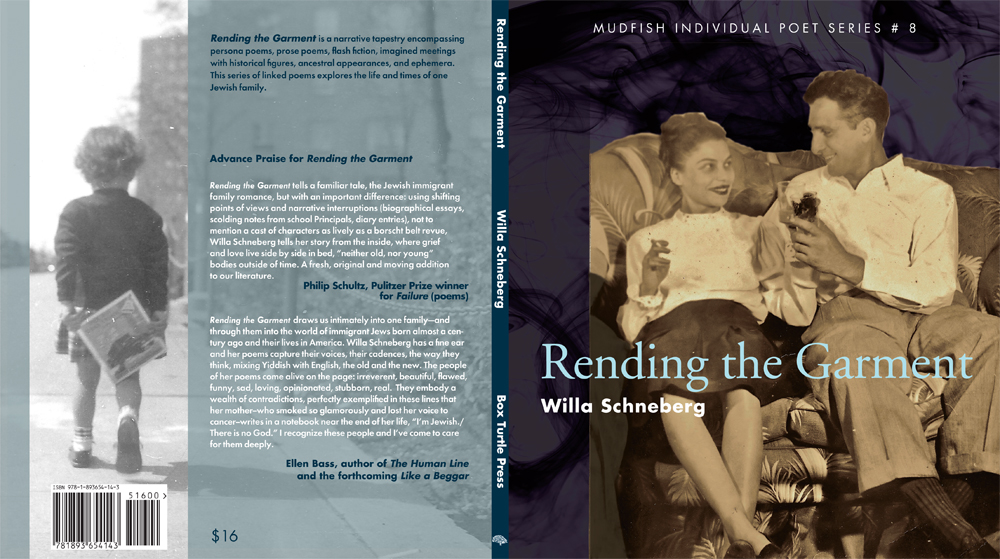 Rending the Garment is a narrative tapestry encompassing
persona poems, prose poems, flash fiction, imagined meetings
with historical figures, ancestral appearances, and ephemera.
This series of linked poems explores the life and times of one
Jewish family.
Advance Praise for Rending the Garment
Rending the Garment tells a familiar tale, the Jewish immigrant
family romance, but with an important difference; using shifting
points of views and narrative interruptions (biographical essays,
scolding notes from school Principals, diary entries), not to
mention a cast of characters as lively as a borscht belt revue,
Willa Schneberg tells her story from the inside, where grief
and love live side by side in bed, “neither old, nor young”
bodies outside of time. A fresh, original and moving addition
to our literature.
Philip Schultz, Pulitzer Prize winner
for Failure (poems)
Rending the Garment draws us intimately into one family—and
through them into the world of immigrant Jews born almost a cen-
tury ago and their lives in America. Willa Schneberg has a fine ear
and her poems capture their voices, their cadences, the way they
think, mixing Yiddish with English, the old and the new. The people
of her poems come alive on the page: irreverent, beautiful, flawed,
funny, sad, loving, opinionated, stubborn, real. They embody a
wealth of contradictions, perfectly exemplified in these lines that
her mother–who smoked so glamorously and lost her voice to
cancer–writes in a notebook near the end of her life, “I’m Jewish./
There is no God.” I recognize these people and I’ve come to care
for them deeply.
Ellen Bass, author of The Human Line
and the forthcoming Like a Beggar
ISBN 978-1-893654-14-3
51600 >
9781893654143
$16
Rending the Garment
Willa Schneberg
Box Turtle Press
MUDFISH INDIVIDUAL POET SERIES # 8
Rending the Garment
Willa Schneberg